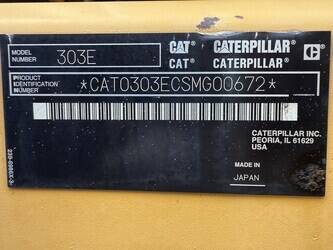 MODEL NUMBER 303E
CAT CATERPILLAR
CAT CATERPILLAR
PRODUCT IDENTIFICATION NUMBER *CAT0303ECSMG00672*
CATERPILLAR INC.
PEORIA, IL 61629
USA
MADE IN
JAPAN